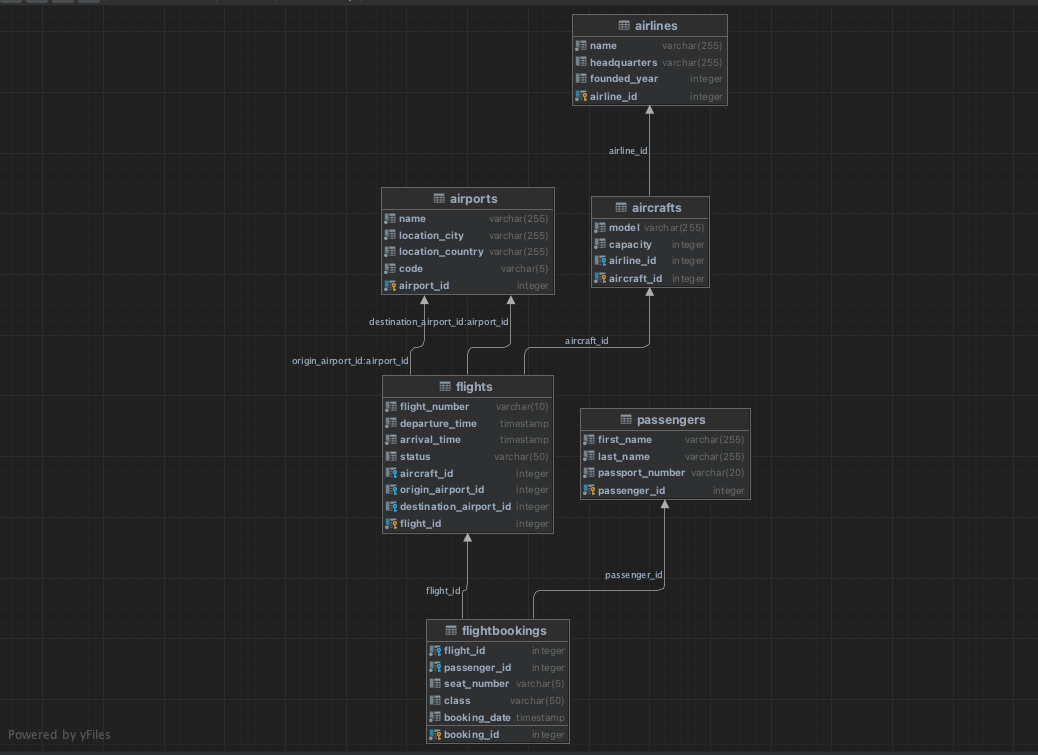 airlines
name varchar(255)
headquarters varchar(255)
founded_year integer
airline_id integer
airline_id
airports
name varchar(255)
location_city varchar(255)
location_country varchar(255)
code varchar(5)
airport_id integer
aircrafts
model varchar(255)
capacity integer
airline_id integer
aircraft_id integer
destination_airport_id:airport_id
aircraft_id
origin_airport_id:airport_id
flights
flight_number varchar(10)
departure_time timestamp
arrival_time timestamp
status varchar(50)
aircraft_id integer
origin_airport_id integer
destination_airport_id integer
flight_id integer
passengers
first_name varchar(255)
last_name varchar(255)
passport_number varchar(20)
passenger_id integer
passenger_id
flight_id
flightbookings
flight_id integer
passenger_id integer
seat_number varchar(5)
class varchar(50)
booking_date timestamp
booking_id integer
Powered by yFiles